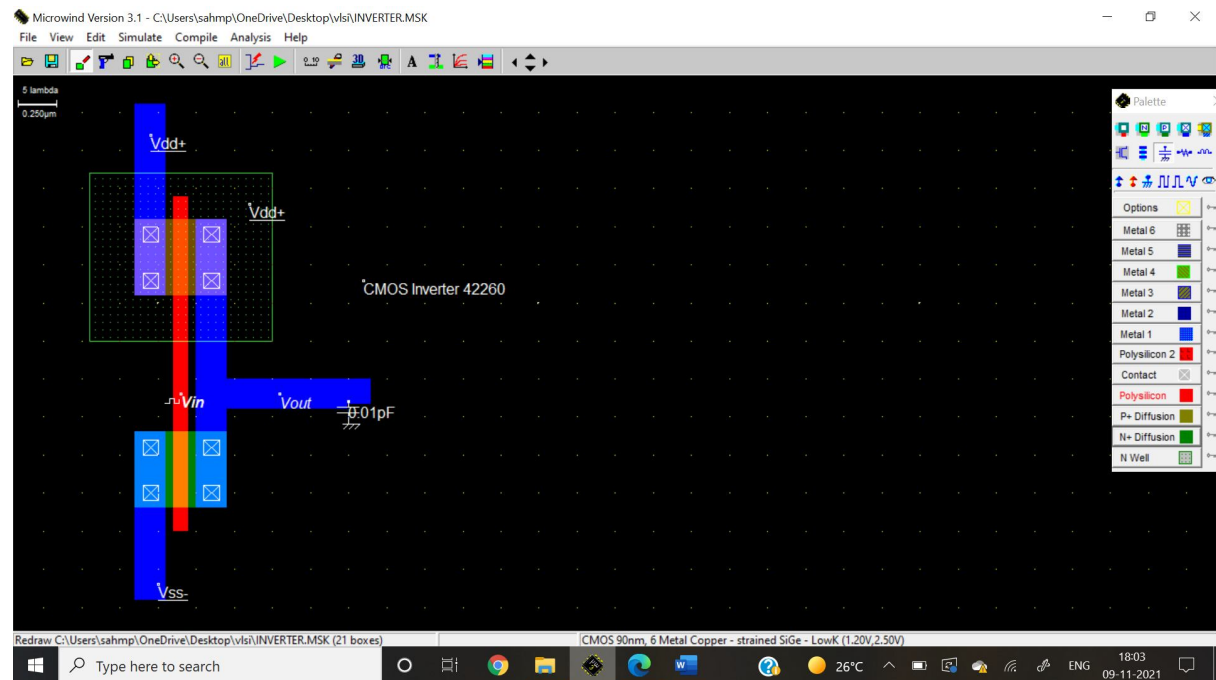 Microwind Version 3.1 - C:\Users\sahmp\OneDrive\Desktop\vlsi\INVERTER.MSK
File View Edit Simulate Compile Analysis Help
5 lambda
0.250µm
Vdd+
Vdd+
CMOS Inverter 42260
Vin
Vout
0.01pF
Vss-
Palette
Options
Metal 6
Metal 5
Metal 4
Metal 3
Metal 2
Metal 1
Polysilicon 2
Contact
Polysilicon
P+ Diffusion
N+ Diffusion
N Well
Redraw C:\Users\sahmp\OneDrive\Desktop\vlsi\INVERTER.MSK (21 boxes)
CMOS 90nm, 6 Metal Copper - strained SiGe - LowK (1.20V,2.50V)
Type here to search
26°C
ENG
18:03
09-11-2021